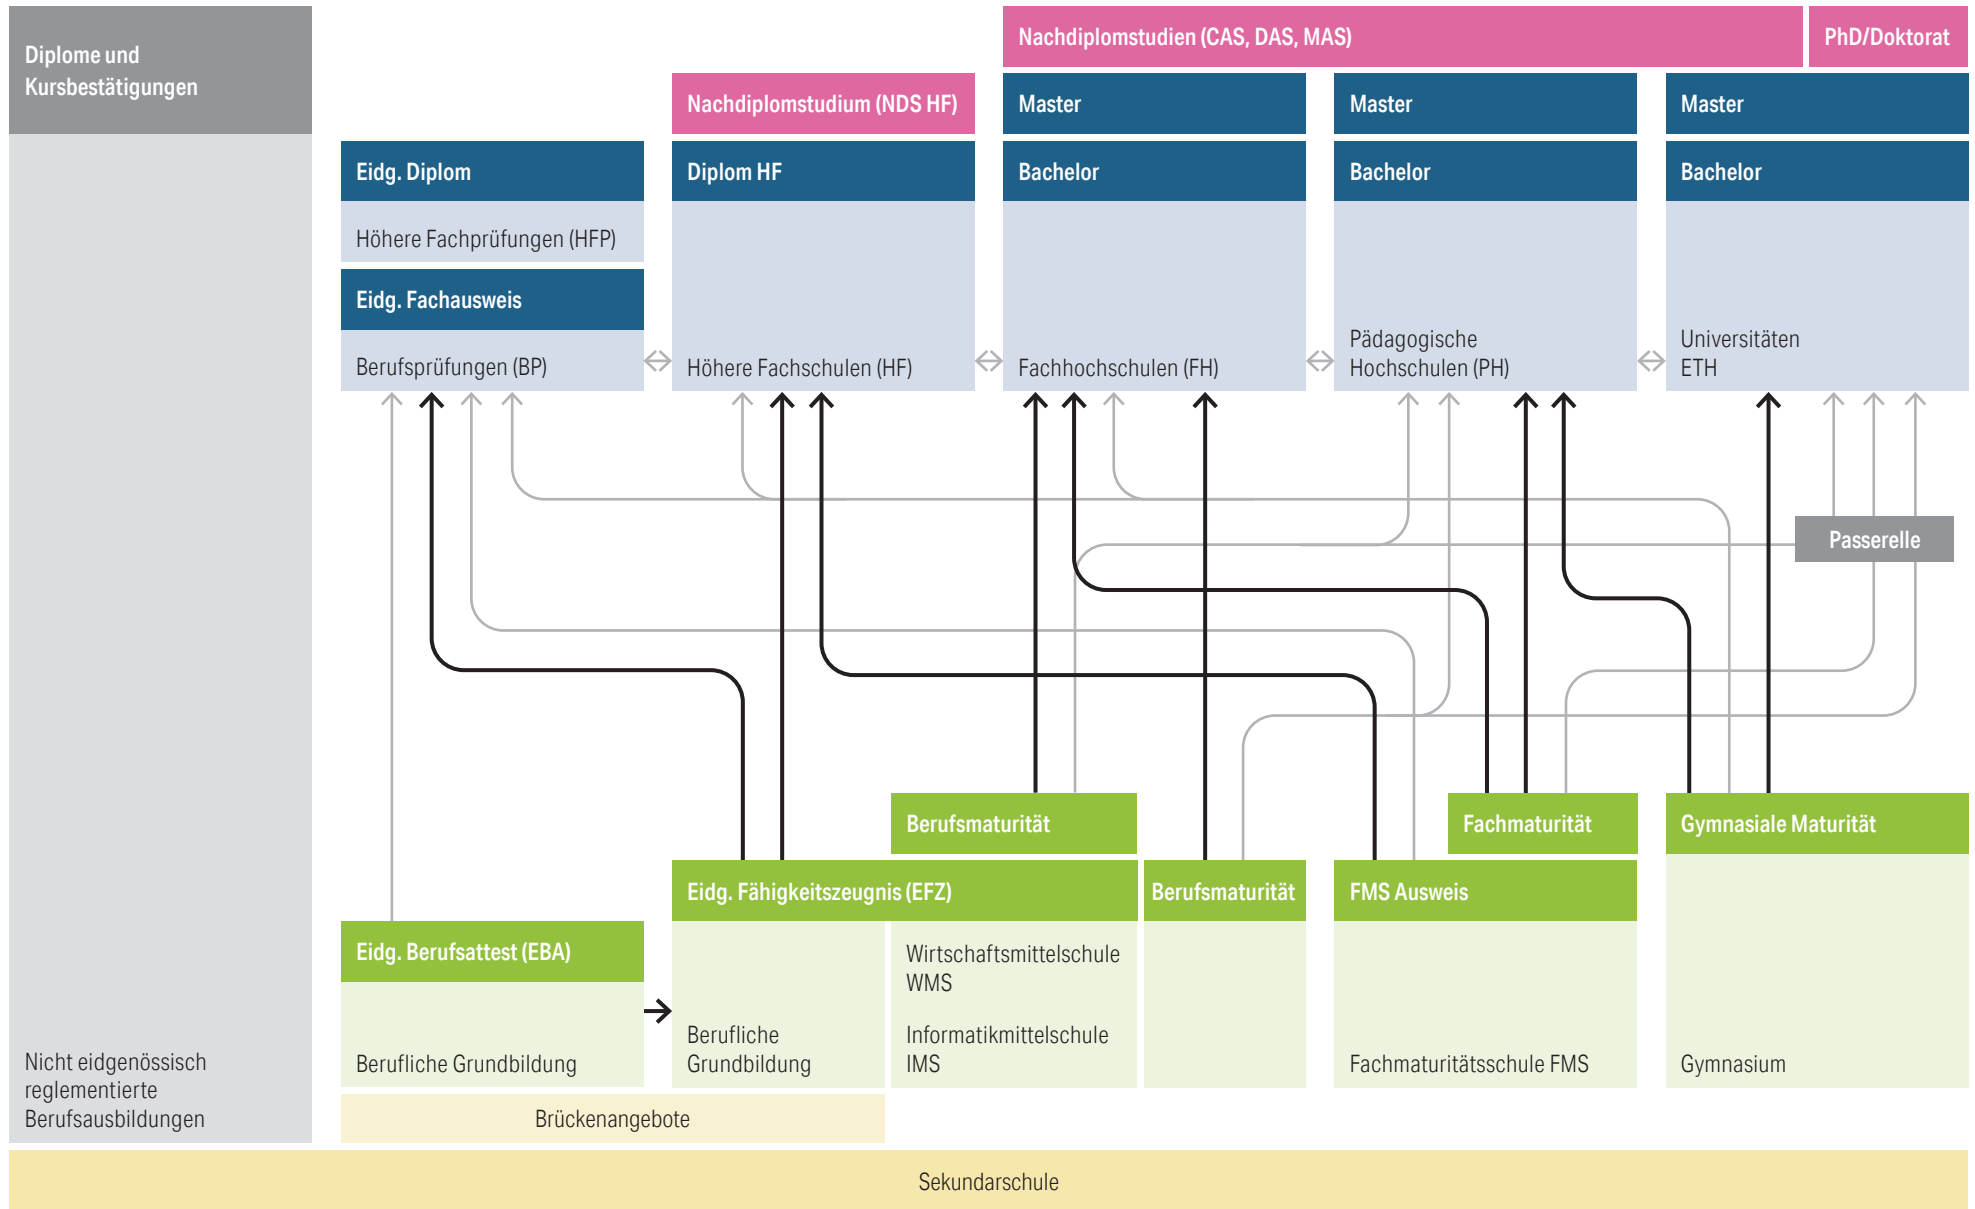 Diplome und
Kursbestätigungen
Nachdiplomstudien (CAS, DAS, MAS)
PhD/Doktorat
Nachdiplomstudium (NDS HF)
Master
Master
Master
Eidg. Diplom
Diplom HF
Bachelor
Bachelor
Bachelor
Höhere Fachprüfungen (HFP)
Eidg. Fachausweis
Berufsprüfungen (BP)
Höhere Fachschulen (HF)
Fachhochschulen (FH)
Pädagogische
Hochschulen (PH)
Universitäten
ETH
Passerelle
Berufsmaturität
Fachmaturität
Gymnasiale Maturität
Eidg. Fähigkeitszeugnis (EFZ)
Berufsmaturität
FMS Ausweis
Eidg. Berufsattest (EBA)
Wirtschaftsmittelschule
WMS
Berufliche Grundbildung
Berufliche
Grundbildung
Informatikmittelschule
IMS
Fachmaturitätsschule FMS
Gymnasium
Nicht eidgenössisch
reglementierte
Berufsausbildungen
Brückenangebote
Sekundarschule